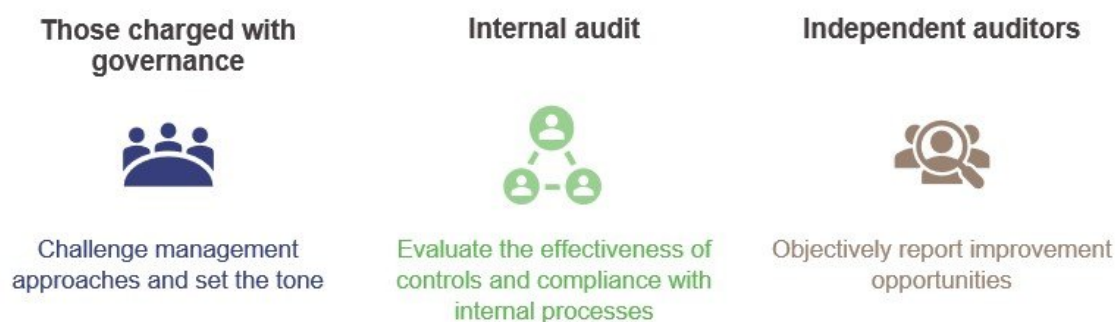 Those charged with
governance
Challenge management
approaches and set the tone
Internal audit
Evaluate the effectiveness of
controls and compliance with
internal processes
Independent auditors
Objectively report improvement
opportunities